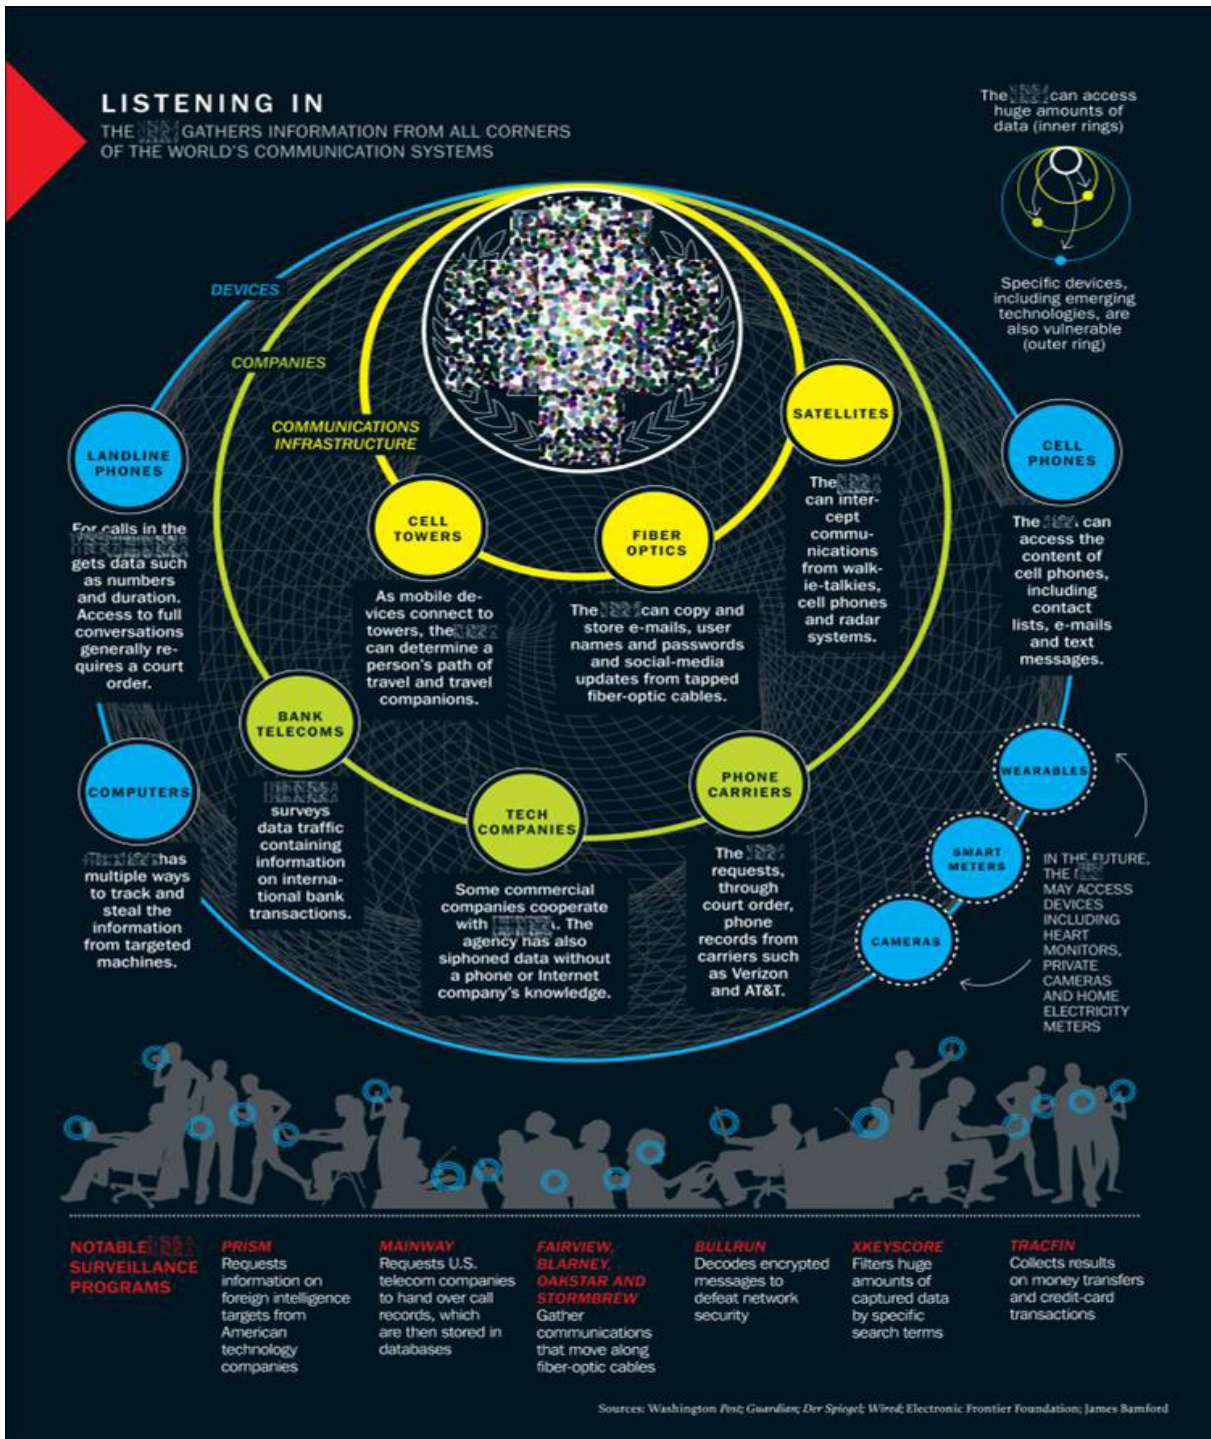 LISTENING IN
THE GATHERS INFORMATION FROM ALL CORNERS
OF THE WORLD'S COMMUNICATION SYSTEMS
The can access
huge amounts of
data (inner rings)
Specific devices,
including emerging
technologies, are
also vulnerable
(outer ring)
DEVICES
COMPANIES
COMMUNICATIONS
INFRASTRUCTURE
LANDLINE
PHONES
For calls in the
gets data such
as numbers
and duration.
Access to full
conversations
generally re-
quires a court
order.
CELL
TOWERS
As mobile de-
vices connect to
towers, the
can determine a
person's path of
travel and travel
companions.
FIBER
OPTICS
The can copy and
store e-mails, user
names and passwords
and social-media
updates from tapped
fiber-optic cables.
SATELLITES
The
can inter-
cept
commu-
nications
from walk-
ie-talkies,
cell phones
and radar
systems.
CELL
PHONES
The can
access the
content of
cell phones,
including
contact
lists, e-mails
and text
messages.
COMPUTERS
has
multiple ways
to track and
steal the
information
from targeted
machines.
BANK
TELECOMS
surveys
data traffic
containing
information
on interna-
tional bank
transactions.
TECH
COMPANIES
Some commercial
companies cooperate
with . The
agency has also
siphoned data without
a phone or Internet
company's knowledge.
PHONE
CARRIERS
The
requests,
through
court order,
phone
records from
carriers such
as Verizon
and AT&T.
WEARABLES
SMART
METERS
CAMERAS
IN THE FUTURE,
THE
MAY ACCESS
DEVICES
INCLUDING
HEART
MONITORS,
PRIVATE
CAMERAS
AND HOME
ELECTRICITY
METERS
NOTABLE
SURVEILLANCE
PROGRAMS
PRISM
Requests
information on
foreign intelligence
targets from
American
technology
companies
MAINWAY
Requests U.S.
telecom companies
to hand over call
records, which
are then stored in
databases
FAIRVIEW,
BLARNEY,
OAKSTAR AND
STORMBREW
Gather
communications
that move along
fiber-optic cables
BULLRUN
Decodes encrypted
messages to
defeat network
security
XKEYSCORE
Filters huge
amounts of
captured data
by specific
search terms
TRACFIN
Collects results
on money transfers
and credit-card
transactions
Sources: Washington Post; Guardian; Der Spiegel; Wired; Electronic Frontier Foundation; James Bamford